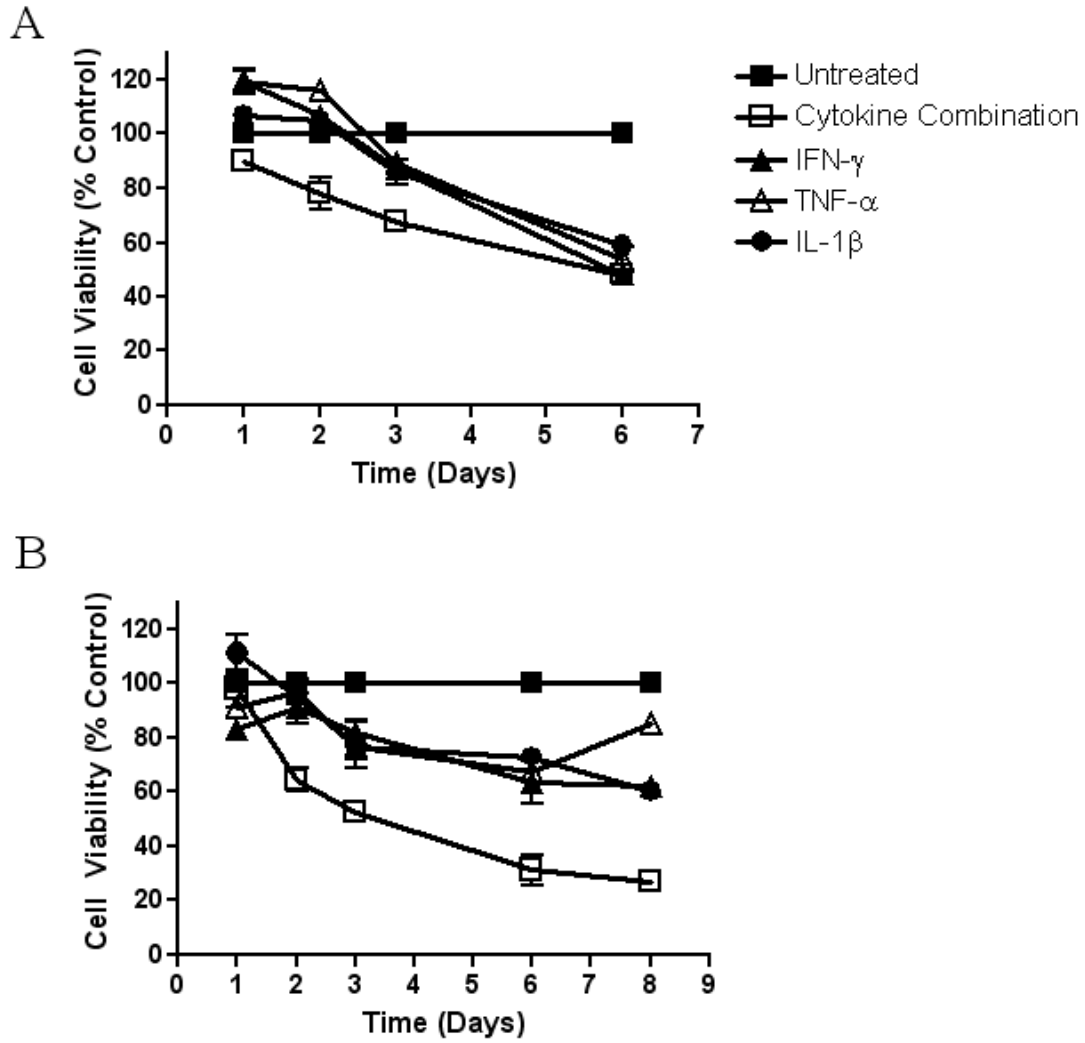 A
Cell Viability (% Control)
120
100
80
60
40
20
0
0 1 2 3 4 5 6 7
Time (Days)
Untreated
Cytokine Combination
IFN-γ
TNF-α
IL-1β
B
Cell Viability (% Control)
120
100
80
60
40
20
0
0 1 2 3 4 5 6 7 8 9
Time (Days)